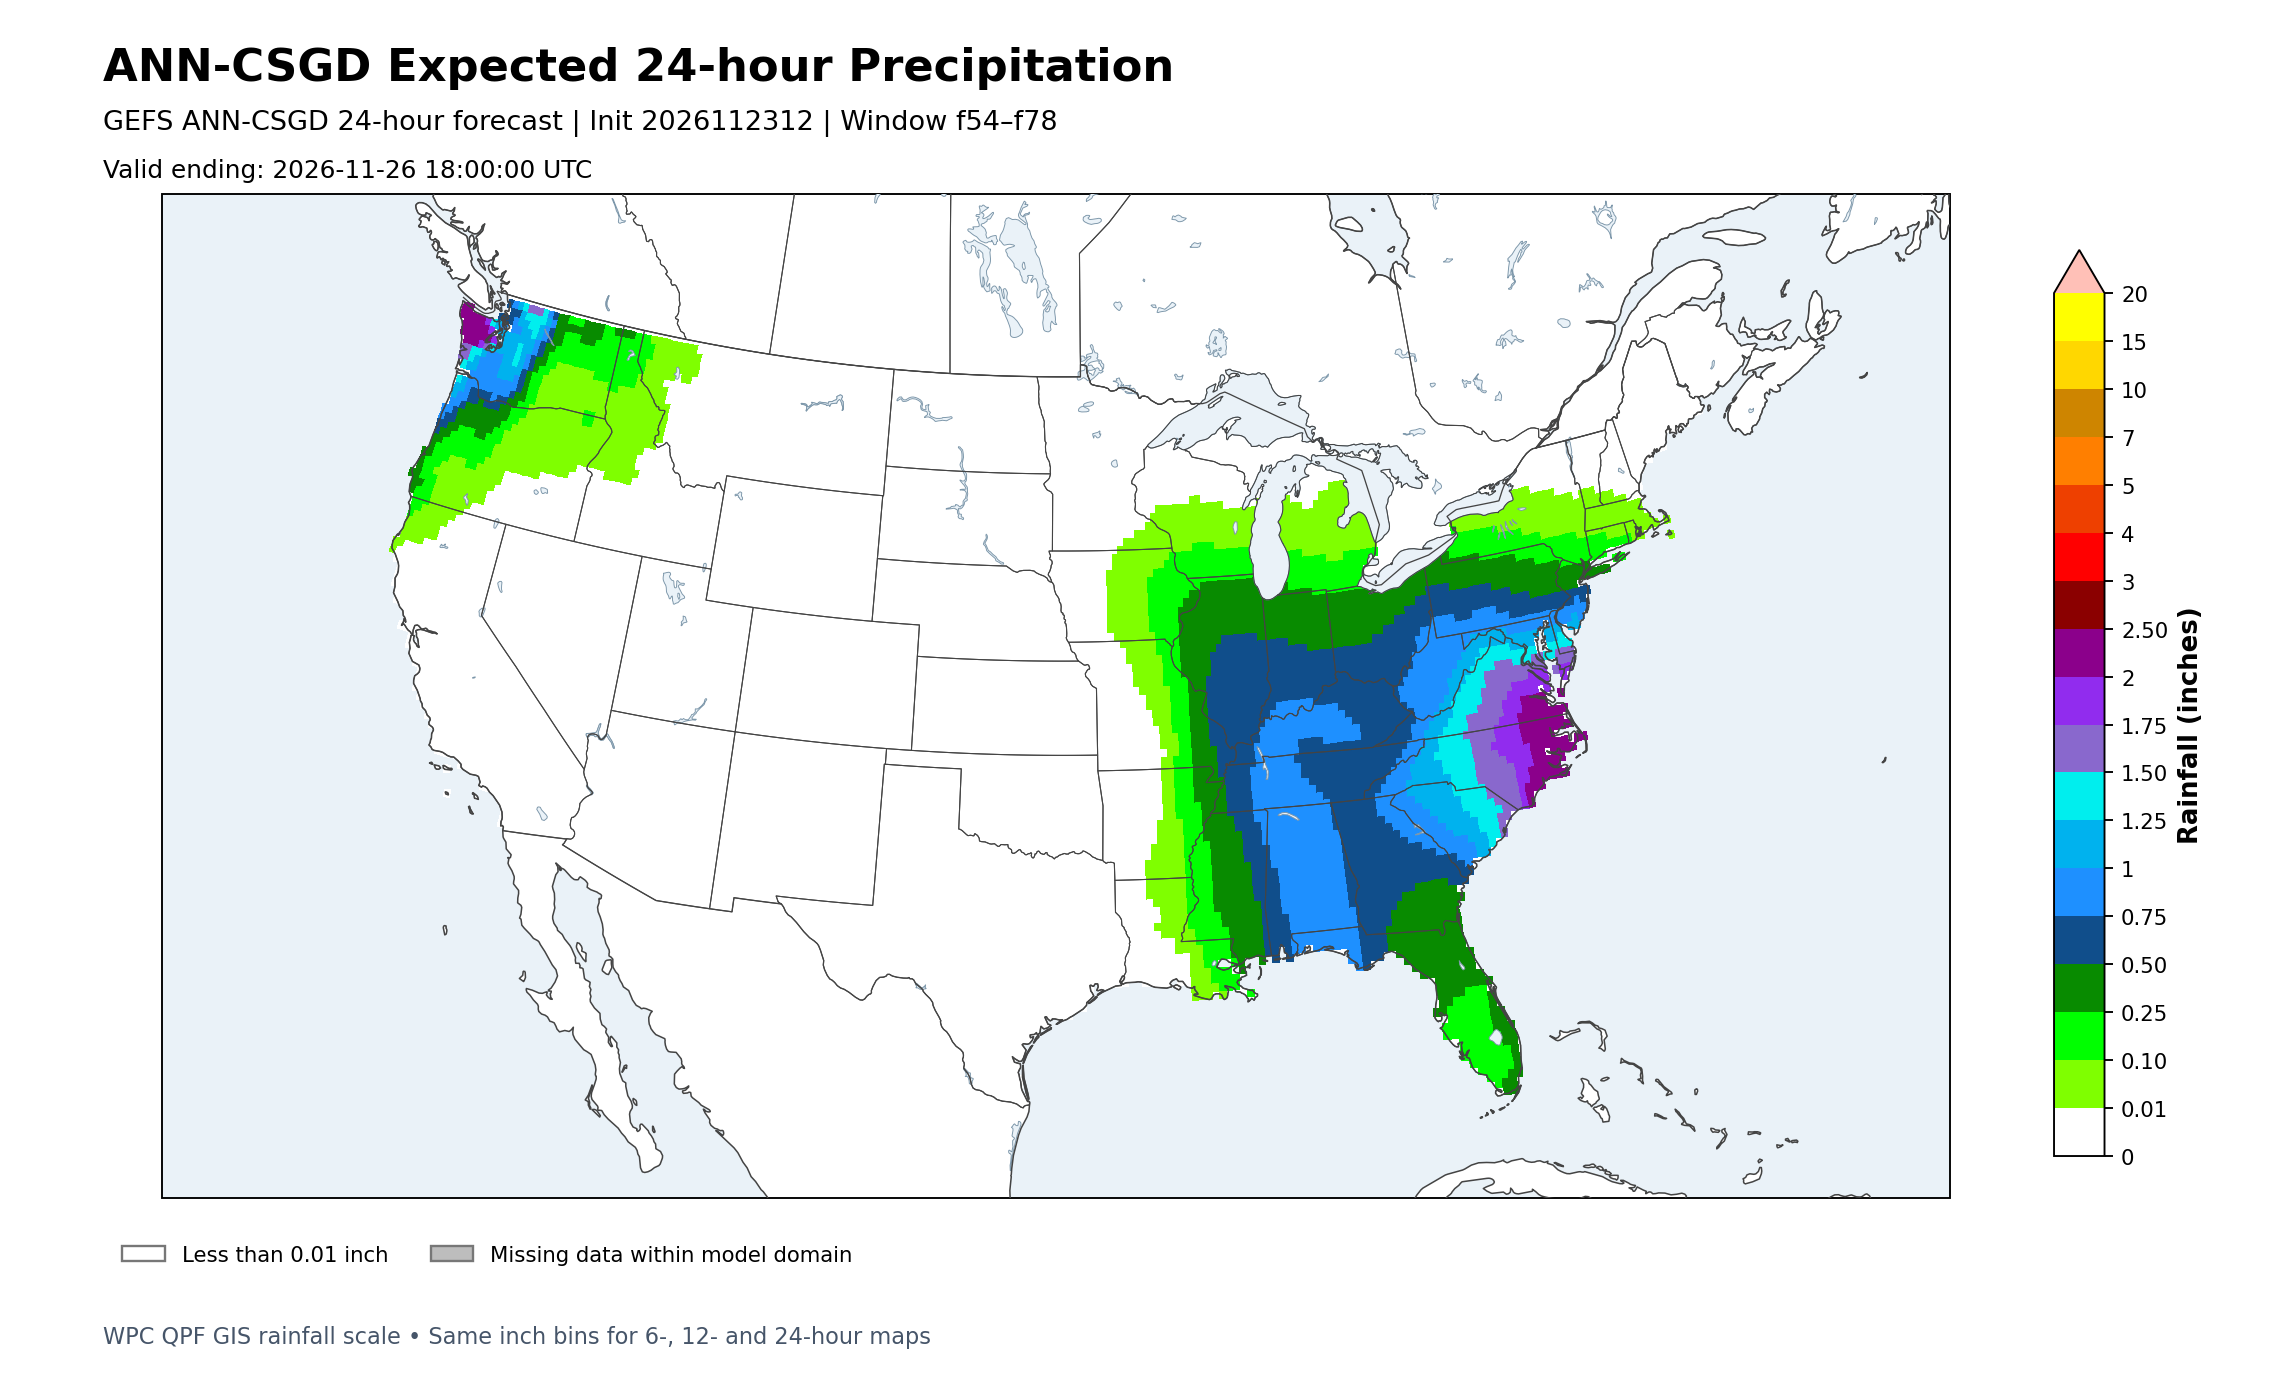 ANN-CSGD Expected 24-hour Precipitation
GEFS ANN-CSGD 24-hour forecast | Init 2026112312 | Window f54–f78
Valid ending: 2026-11-26 18:00:00 UTC
20
15
10
7
5
4
3
2.50
2
1.75
1.50
1.25
1
0.75
0.50
0.25
0.10
0.01
0
Rainfall (inches)
Less than 0.01 inch
Missing data within model domain
WPC QPF GIS rainfall scale • Same inch bins for 6-, 12- and 24-hour maps